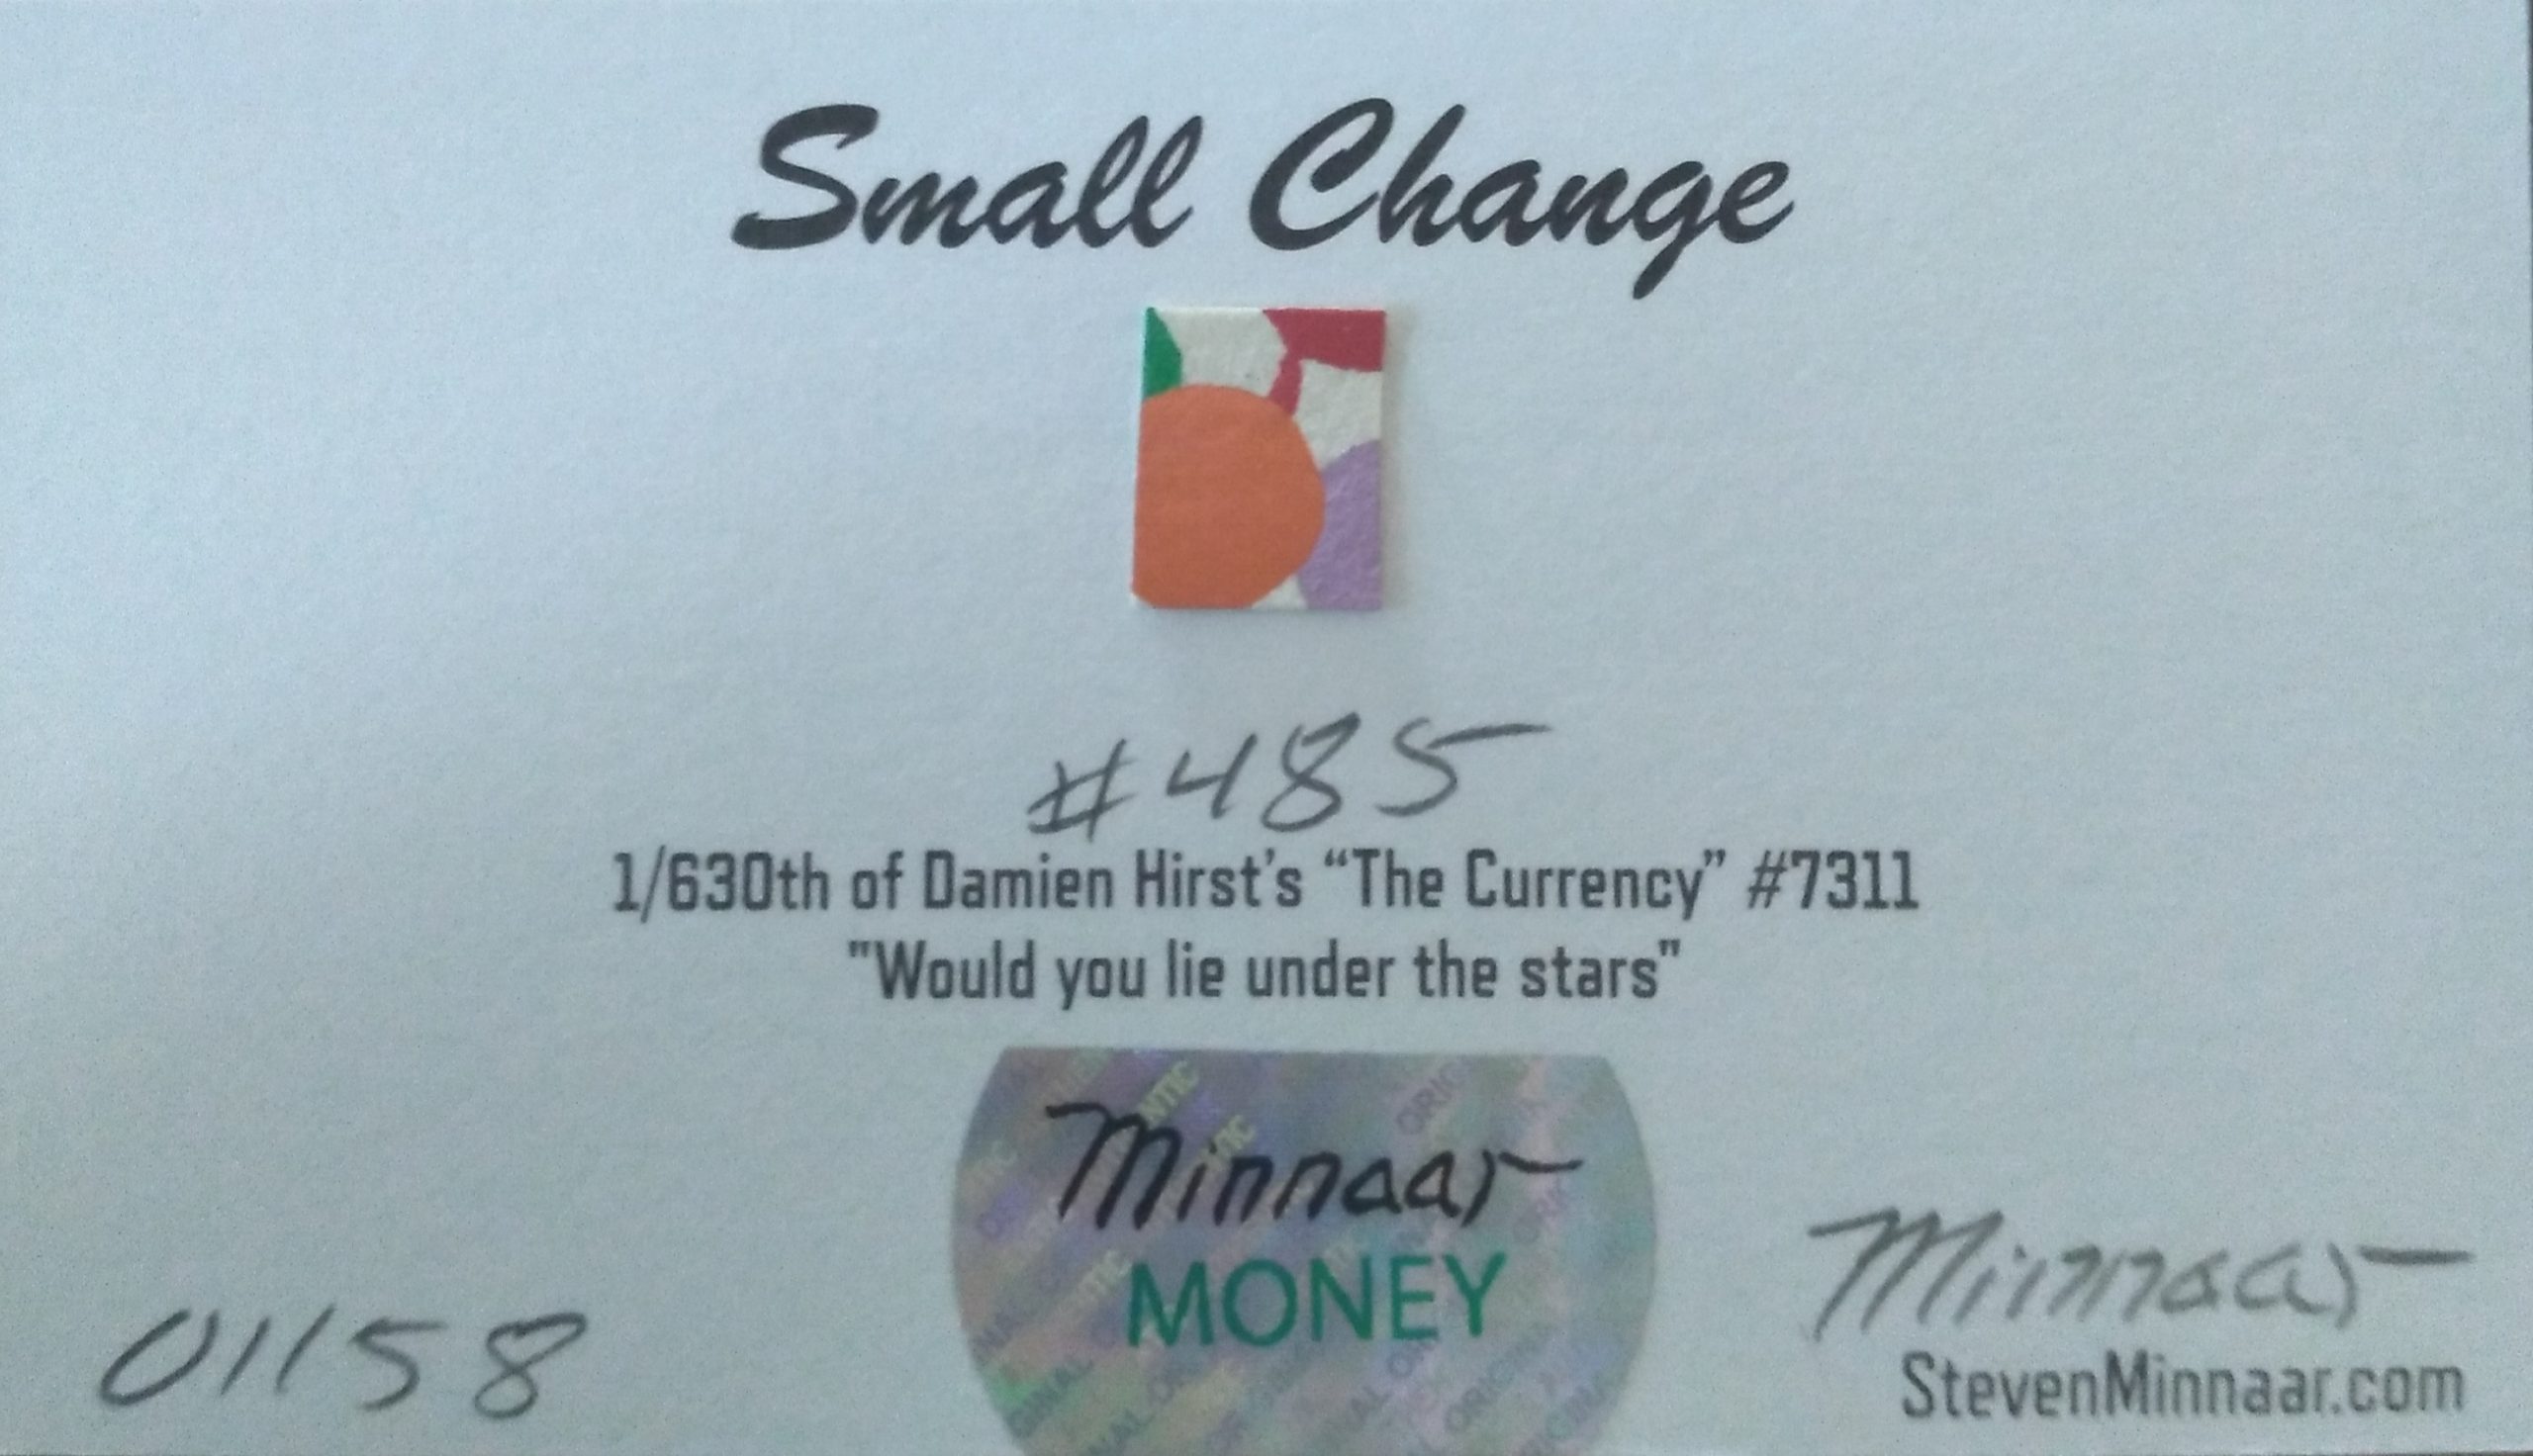 Small Change
#485
1/630th of Damien Hirst's “The Currency” #7311
"Would you lie under the stars"
Minnaar
MONEY
01158
Minnaar
StevenMinnaar.com